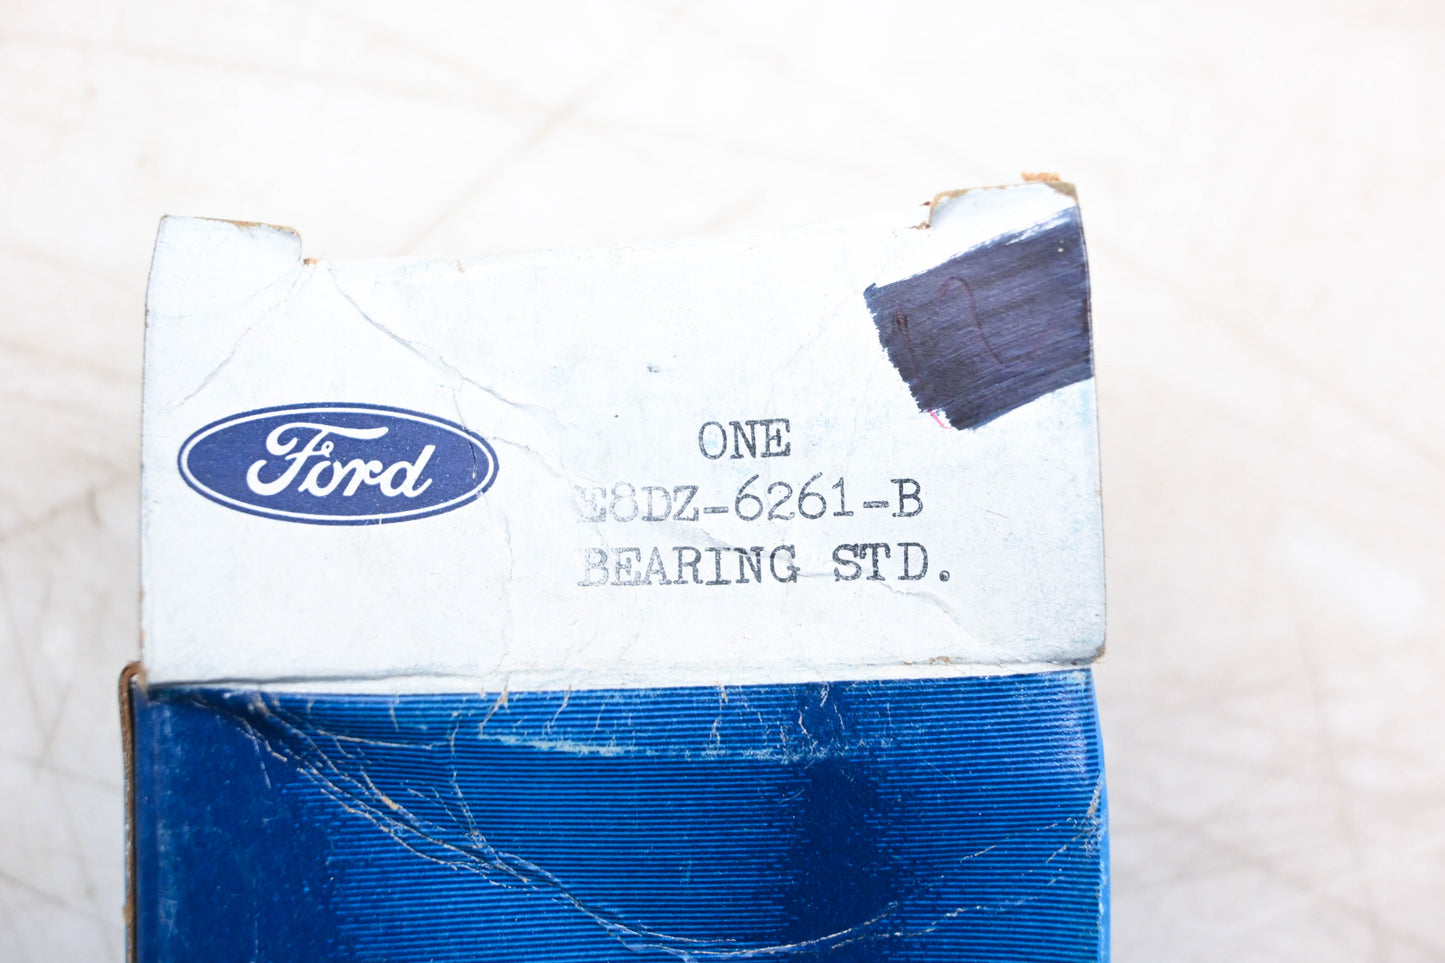 Ford
ONE
E8DZ-6261-B
BEARING STD.